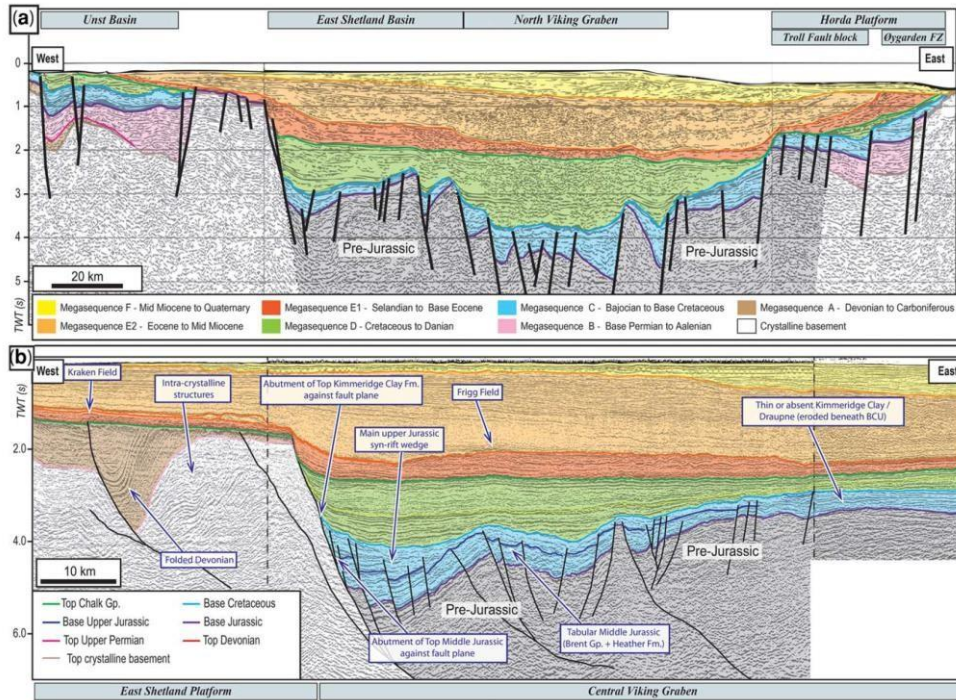 (a)
Unst Basin
East Shetland Basin
North Viking Graben
Horda Platform
Troll Fault block
Øygarden FZ
West
East
0
1
2
3
4
5
TWT (s)
Pre-Jurassic
Pre-Jurassic
20 km
Megasequence F - Mid Miocene to Quaternary
Megasequence E1 - Selandian to Base Eocene
Megasequence C - Bajocian to Base Cretaceous
Megasequence A - Devonian to Carboniferous
Megasequence E2 - Eocene to Mid Miocene
Megasequence D - Cretaceous to Danian
Megasequence B - Base Permian to Aalenian
Crystalline basement
(b)
West
East
TWT (s)
2.0
4.0
6.0
Kraken Field
Intra-crystalline
structures
Abutment of Top Kimmeridge Clay Fm.
against fault plane
Frigg Field
Main upper Jurassic
syn-rift wedge
Thin or absent Kimmeridge Clay /
Draupne (eroded beneath BCU)
Folded Devonian
Pre-Jurassic
Pre-Jurassic
10 km
Abutment of Top Middle Jurassic
against fault plane
Tabular Middle Jurassic
(Brent Gp. + Heather Fm.)
Top Chalk Gp.
Base Cretaceous
Base Upper Jurassic
Base Jurassic
Top Upper Permian
Top Devonian
Top crystalline basement
East Shetland Platform
Central Viking Graben